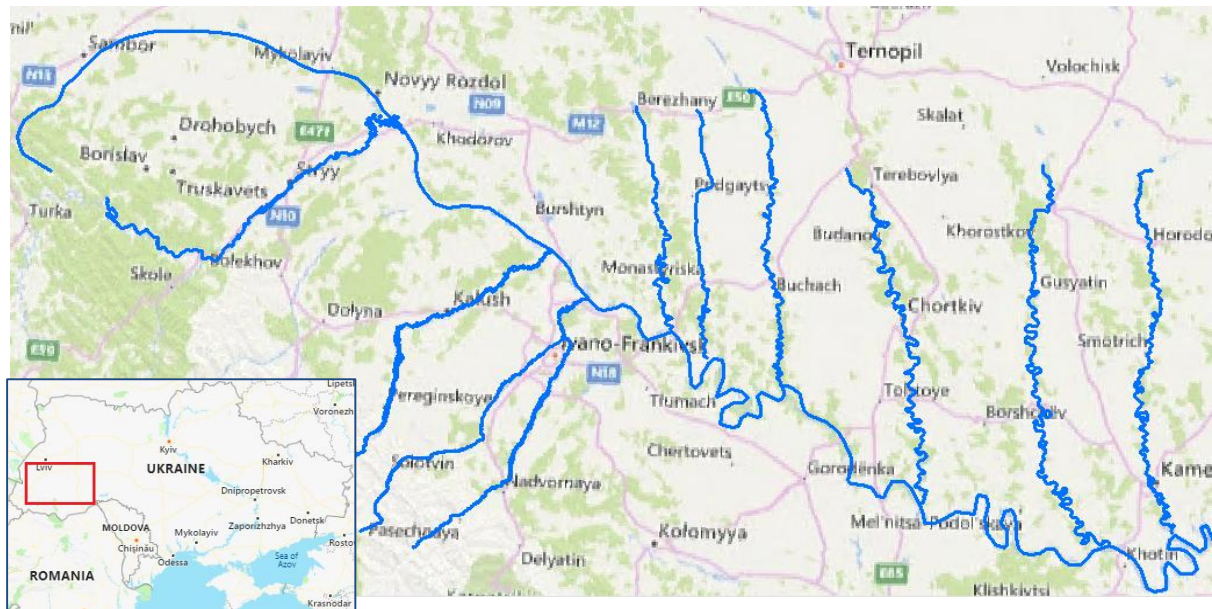 Sambor
Mykolayiv
Ternopil
Volochisk
N13
Novyy Rozdol
Berezhany
E50
N09
Skalat
Drohobych
E471
M12
Khodorov
Borislav
Stryy
Terebovlya
Truskavets
Podgaytsy
Turka
N10
Burshtyn
Budanov
Khorostkov
Horodo
Skole
Bolekhov
Monastyriska
Buchach
Gusyatin
Dolyna
Kalush
Chortkiv
E50
Ivano-Frankivsk
Smotrich
N18
Pereginskoye
Tlumach
Tolstoye
Borshchiv
Solotvin
Chertovets
Gorodenka
Kame
Nadvornaya
Mel'nitsa-Podol'skaya
Pasechnaya
Kolomyya
Khotin
Delyatin
E85
Klishkivtsi
Lipets
Voronezh
Kyiv
Lviv
UKRAINE
Kharkiv
Dnipropetrovsk
Donetsk
MOLDOVA
Zaporizhzhya
Mykolayiv
Chişinău
Rosto
Odessa
Sea of
Azov
ROMANIA
Krasnodar